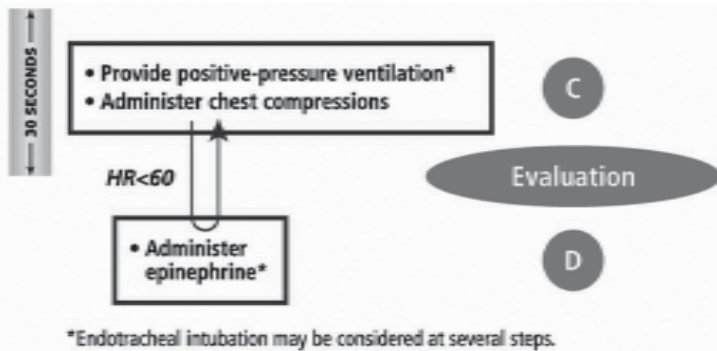 30 SECONDS
• Provide positive-pressure ventilation*
• Administer chest compressions
C
HR<60
Evaluation
• Administer
epinephrine*
D
*Endotracheal intubation may be considered at several steps.